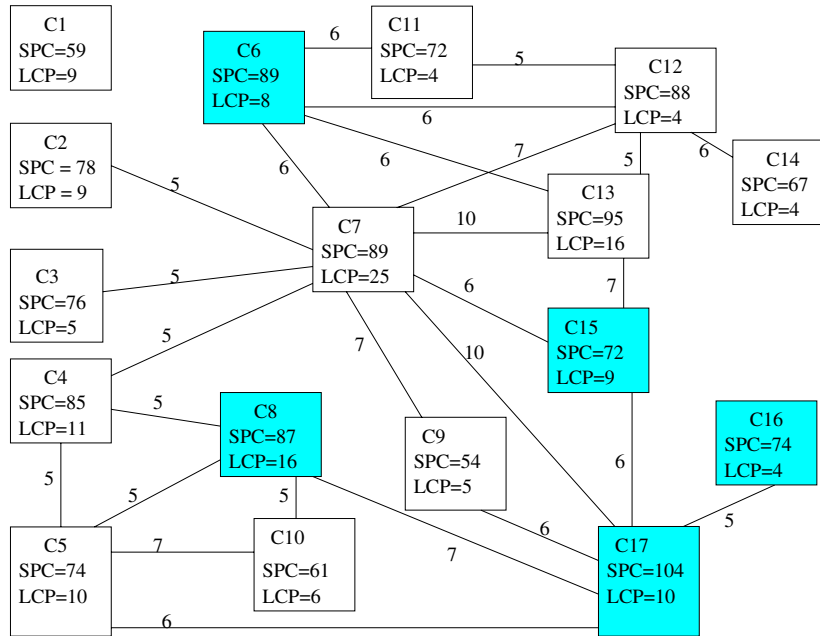 C1
SPC=59
LCP=9
C6
SPC=89
LCP=8
6
C11
SPC=72
LCP=4
5
C12
SPC=88
LCP=4
6
C2
SPC = 78
LCP = 9
5
6
6
7
5
6
C14
SPC=67
LCP=4
C13
SPC=95
LCP=16
10
C7
SPC=89
LCP=25
C3
SPC=76
LCP=5
5
6
7
C15
SPC=72
LCP=9
5
7
10
C4
SPC=85
LCP=11
5
C8
SPC=87
LCP=16
C9
SPC=54
LCP=5
C16
SPC=74
LCP=4
6
5
5
5
5
C5
SPC=74
LCP=10
7
C10
SPC=61
LCP=6
7
6
C17
SPC=104
LCP=10
6